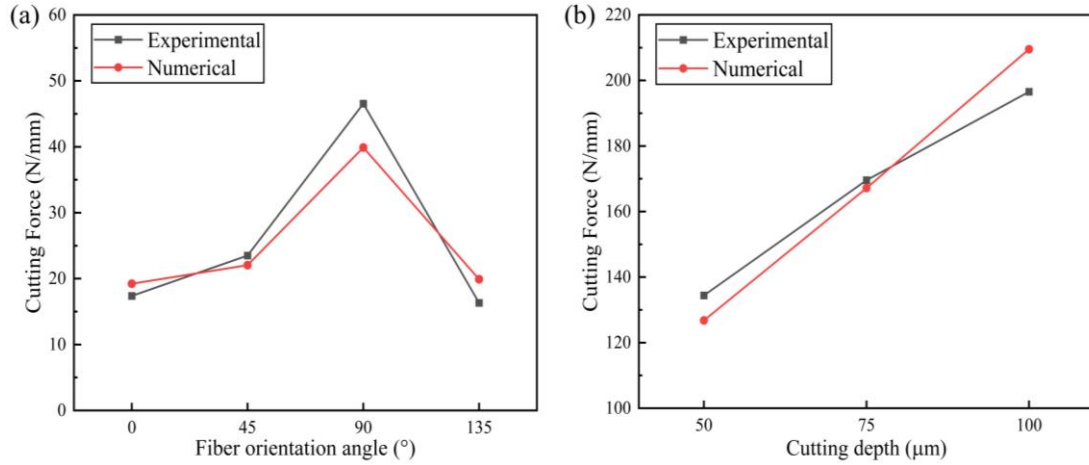 (a)
Experimental
Numerical
Cutting Force (N/mm)
60
50
40
30
20
10
0
0 45 90 135
Fiber orientation angle (°)
(b)
Experimental
Numerical
Cutting Force (N/mm)
220
200
180
160
140
120
100
50 75 100
Cutting depth (μm)